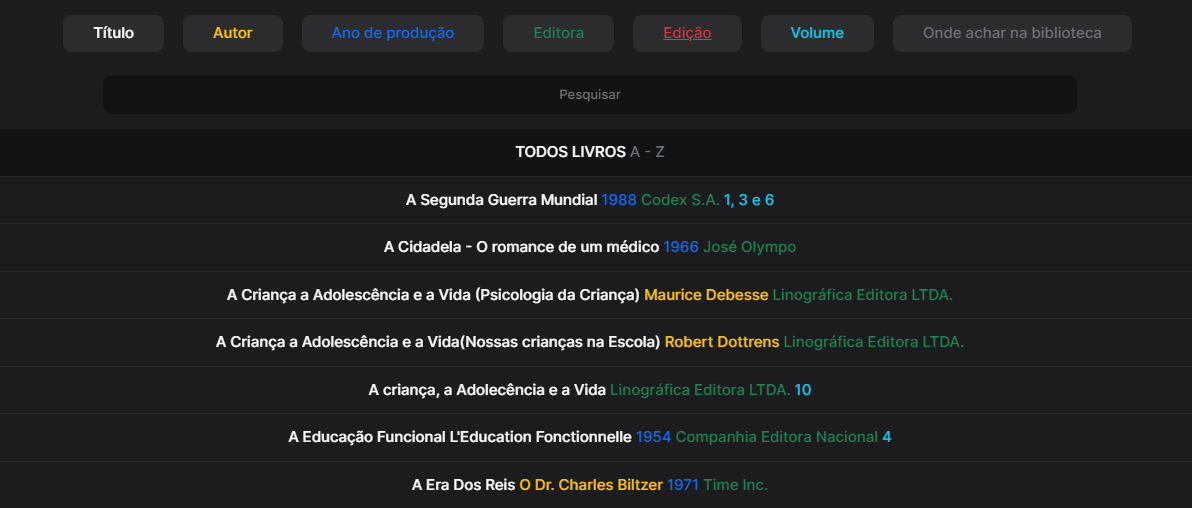 Título Autor Ano de produção Editora Edição Volume Onde achar na biblioteca
Pesquisar
TODOS LIVROS A - Z
A Segunda Guerra Mundial 1988 Codex S.A. 1, 3 e 6
A Cidadela - O romance de um médico 1966 José Olympo
A Criança a Adolescência e a Vida (Psicologia da Criança) Maurice Debesse Linográfica Editora LTDA.
A Criança a Adolescência e a Vida(Nossas crianças na Escola) Robert Dottrens Linográfica Editora LTDA.
A criança, a Adolecência e a Vida Linográfica Editora LTDA. 10
A Educação Funcional L'Education Fonctionnelle 1954 Companhia Editora Nacional 4
A Era Dos Reis O Dr. Charles Biltzer 1971 Time Inc.